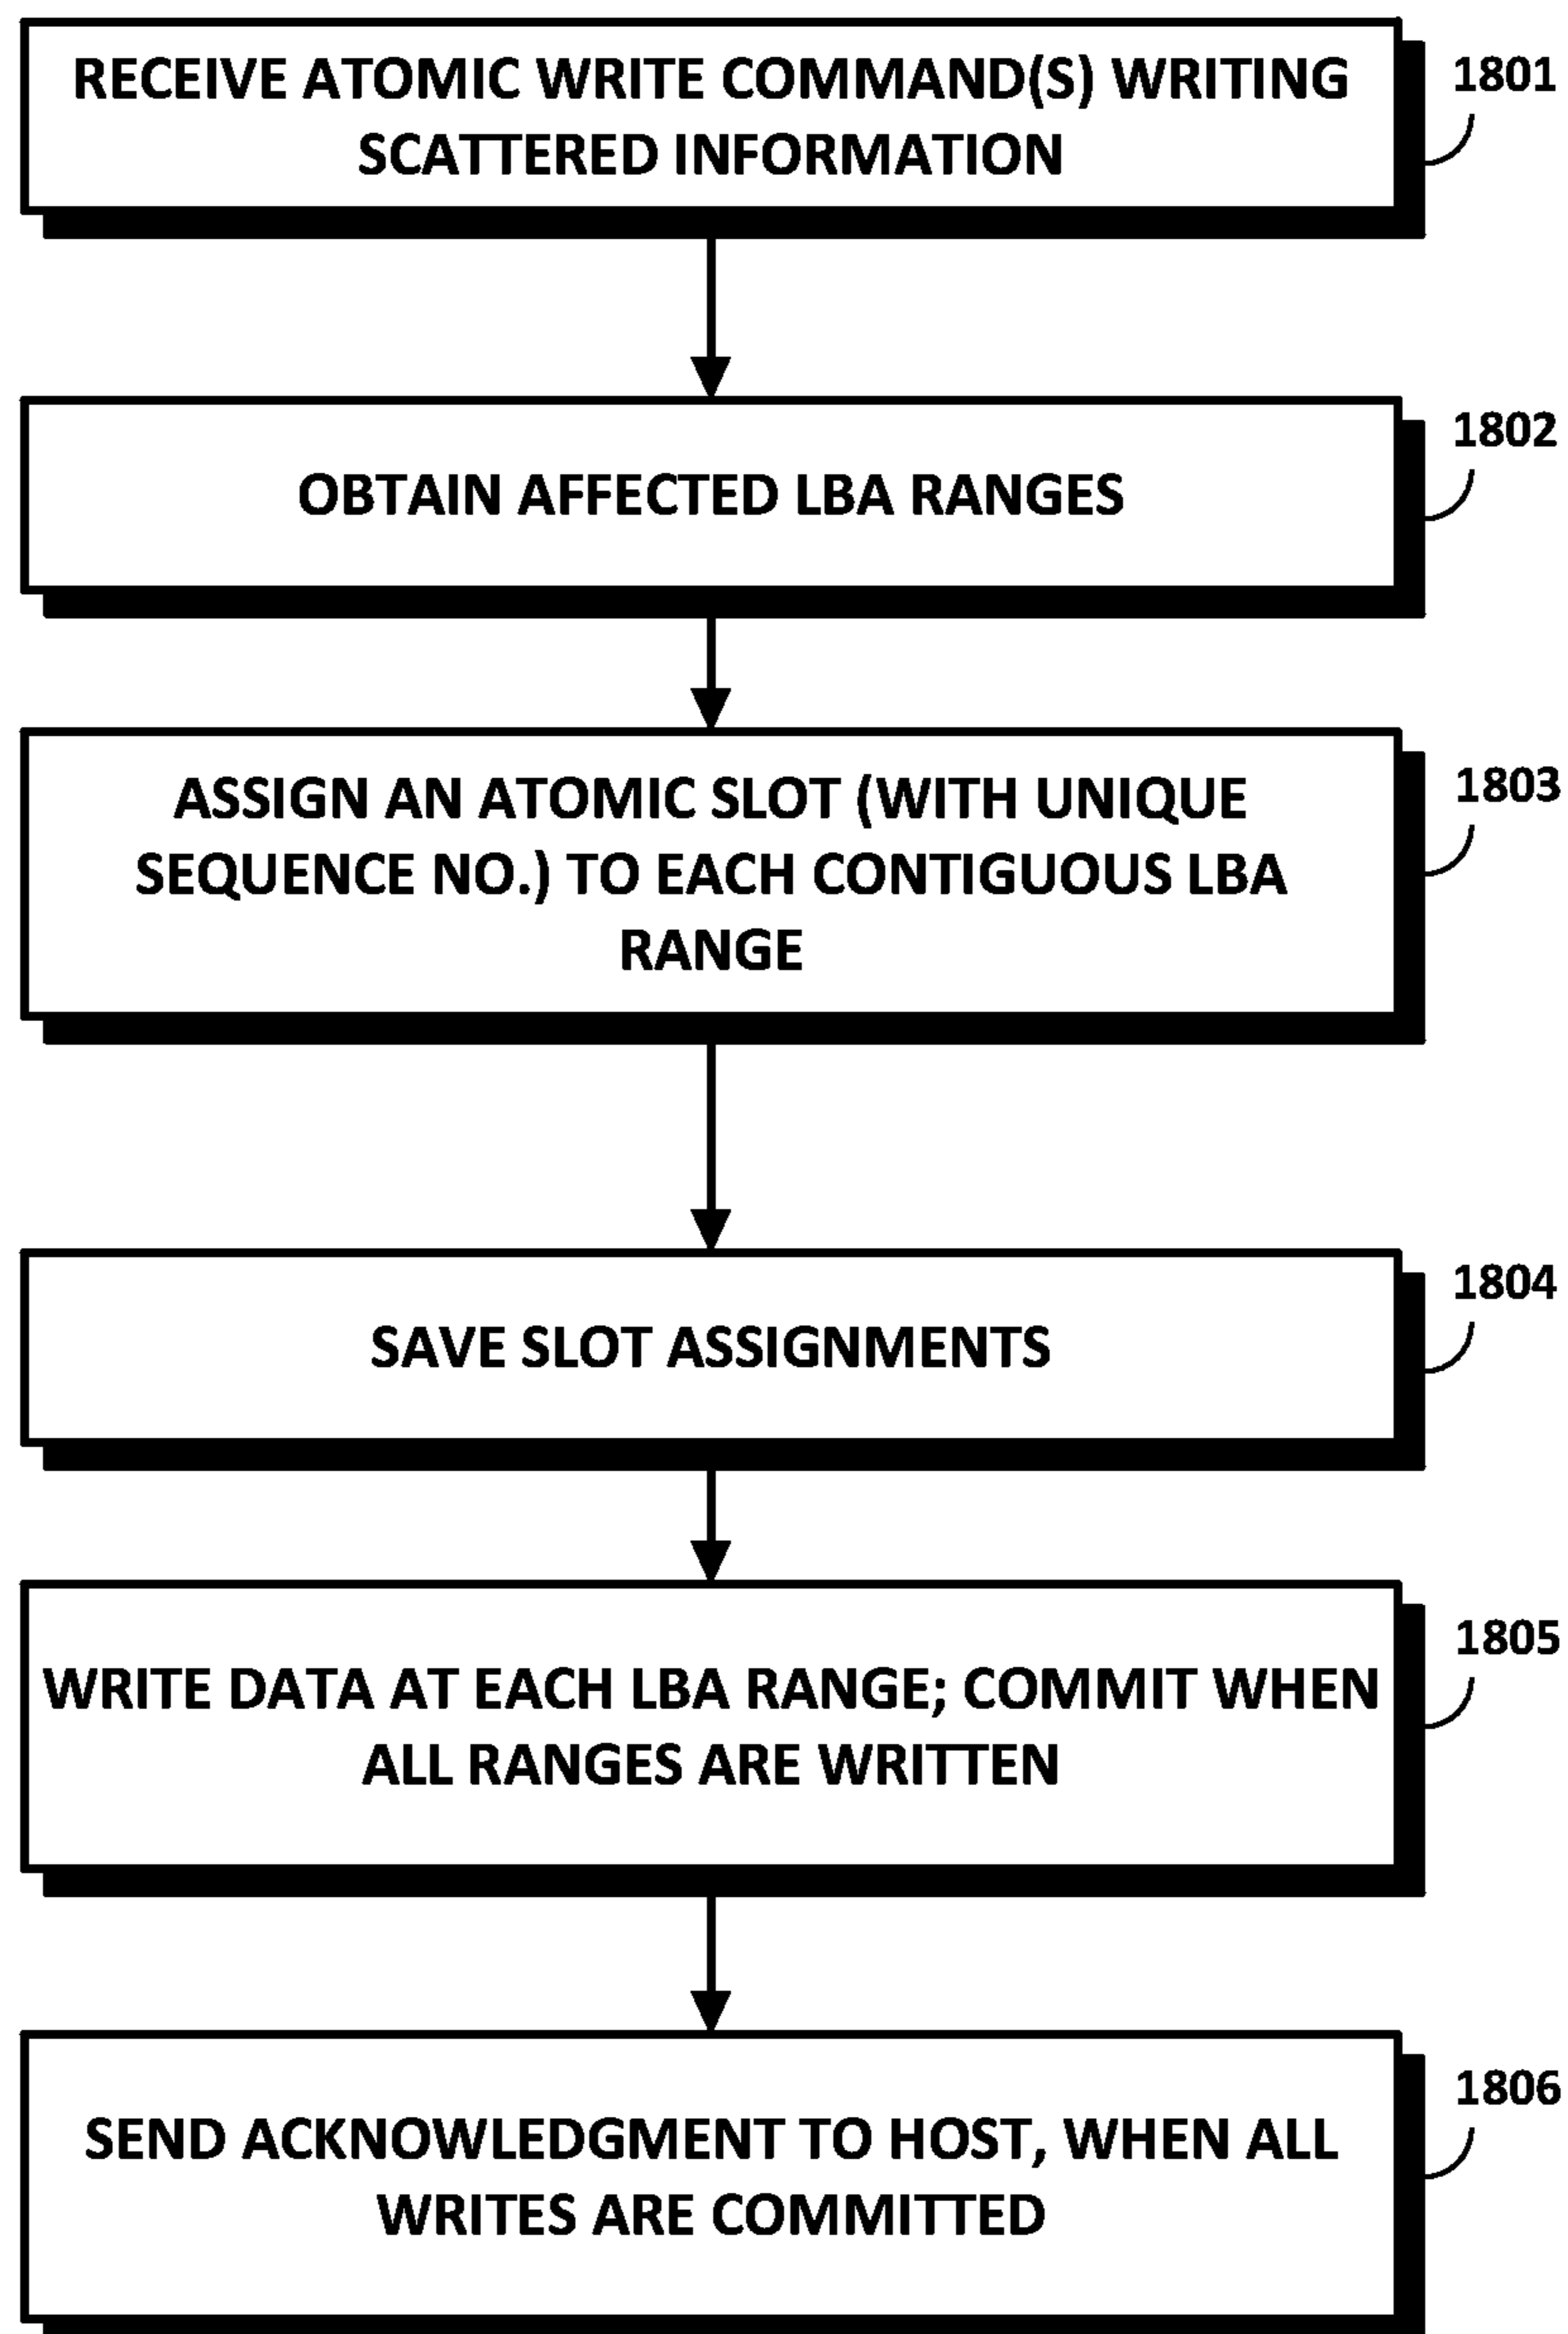 RECEIVE ATOMIC WRITE COMMAND(S) WRITING
SCATTERED INFORMATION
1801
OBTAIN AFFECTED LBA RANGES
1802
ASSIGN AN ATOMIC SLOT (WITH UNIQUE
SEQUENCE NO.) TO EACH CONTIGUOUS LBA
RANGE
1803
SAVE SLOT ASSIGNMENTS
1804
WRITE DATA AT EACH LBA RANGE; COMMIT WHEN
ALL RANGES ARE WRITTEN
1805
SEND ACKNOWLEDGMENT TO HOST, WHEN ALL
WRITES ARE COMMITTED
1806